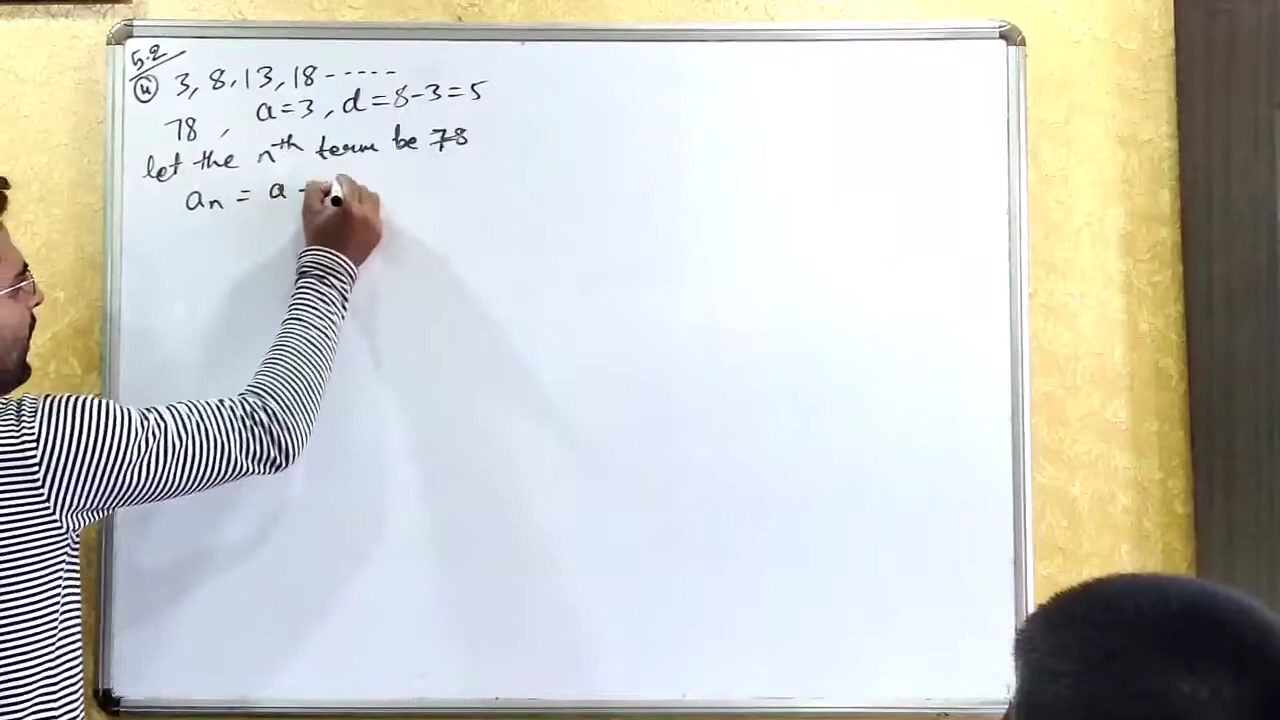 5.2
4 3, 8, 13, 18 -----
78, a=3, d=8-3=5
let the nth term be 78
an = a -